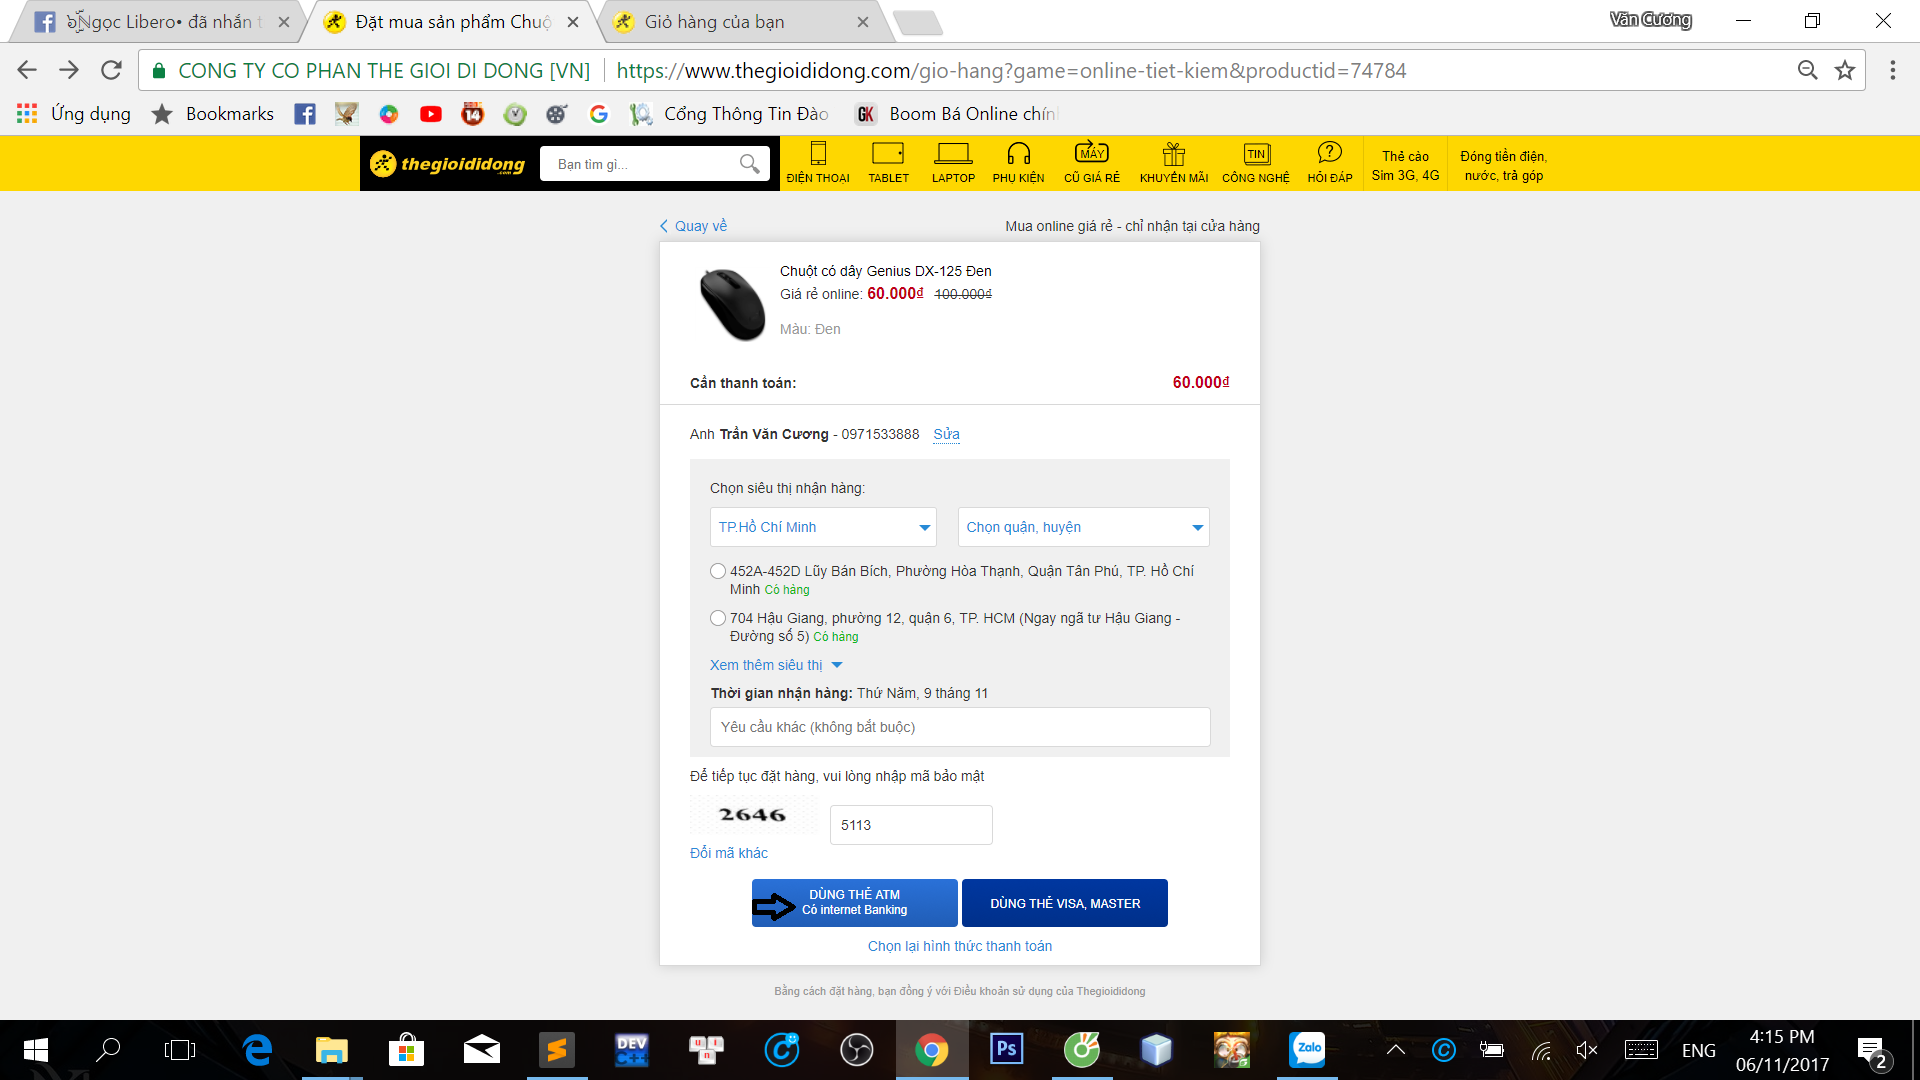 Ngọc Libero• đã nhắn t
Đặt mua sản phẩm Chuộ
Giỏ hàng của bạn
Văn Cương
CONG TY CO PHAN THE GIOI DI DONG [VN]
https://www.thegioididong.com/gio-hang?game=online-tiet-kiem&productid=74784
Ứng dụng
Bookmarks
14
Cổng Thông Tin Đào
GK
Boom Bá Online chín
thegioididong
.com
Bạn tìm gì...
ĐIỆN THOẠI
TABLET
LAPTOP
PHỤ KIỆN
MÁY
CŨ GIÁ RẺ
KHUYẾN MÃI
TIN
CÔNG NGHỆ
?
HỎI ĐÁP
Thẻ cào
Sim 3G, 4G
Đóng tiền điện,
nước, trả góp
Quay về
Mua online giá rẻ - chỉ nhận tại cửa hàng
Chuột có dây Genius DX-125 Đen
Giá rẻ online: 60.000₫ 100.000₫
Màu: Đen
Cần thanh toán: 60.000₫
Anh Trần Văn Cương - 0971533888 Sửa
Chọn siêu thị nhận hàng:
TP.Hồ Chí Minh
Chọn quận, huyện
452A-452D Lũy Bán Bích, Phường Hòa Thạnh, Quận Tân Phú, TP. Hồ Chí
Minh Có hàng
704 Hậu Giang, phường 12, quận 6, TP. HCM (Ngay ngã tư Hậu Giang -
Đường số 5) Có hàng
Xem thêm siêu thị
Thời gian nhận hàng: Thứ Năm, 9 tháng 11
Yêu cầu khác (không bắt buộc)
Để tiếp tục đặt hàng, vui lòng nhập mã bảo mật
2646
5113
Đổi mã khác
DÙNG THẺ ATM
Có internet Banking
DÙNG THẺ VISA, MASTER
Chọn lại hình thức thanh toán
Bằng cách đặt hàng, bạn đồng ý với Điều khoản sử dụng của Thegioididong
DEV
C++
U
I
n
Ps
Zalo
ENG
4:15 PM
06/11/2017
2